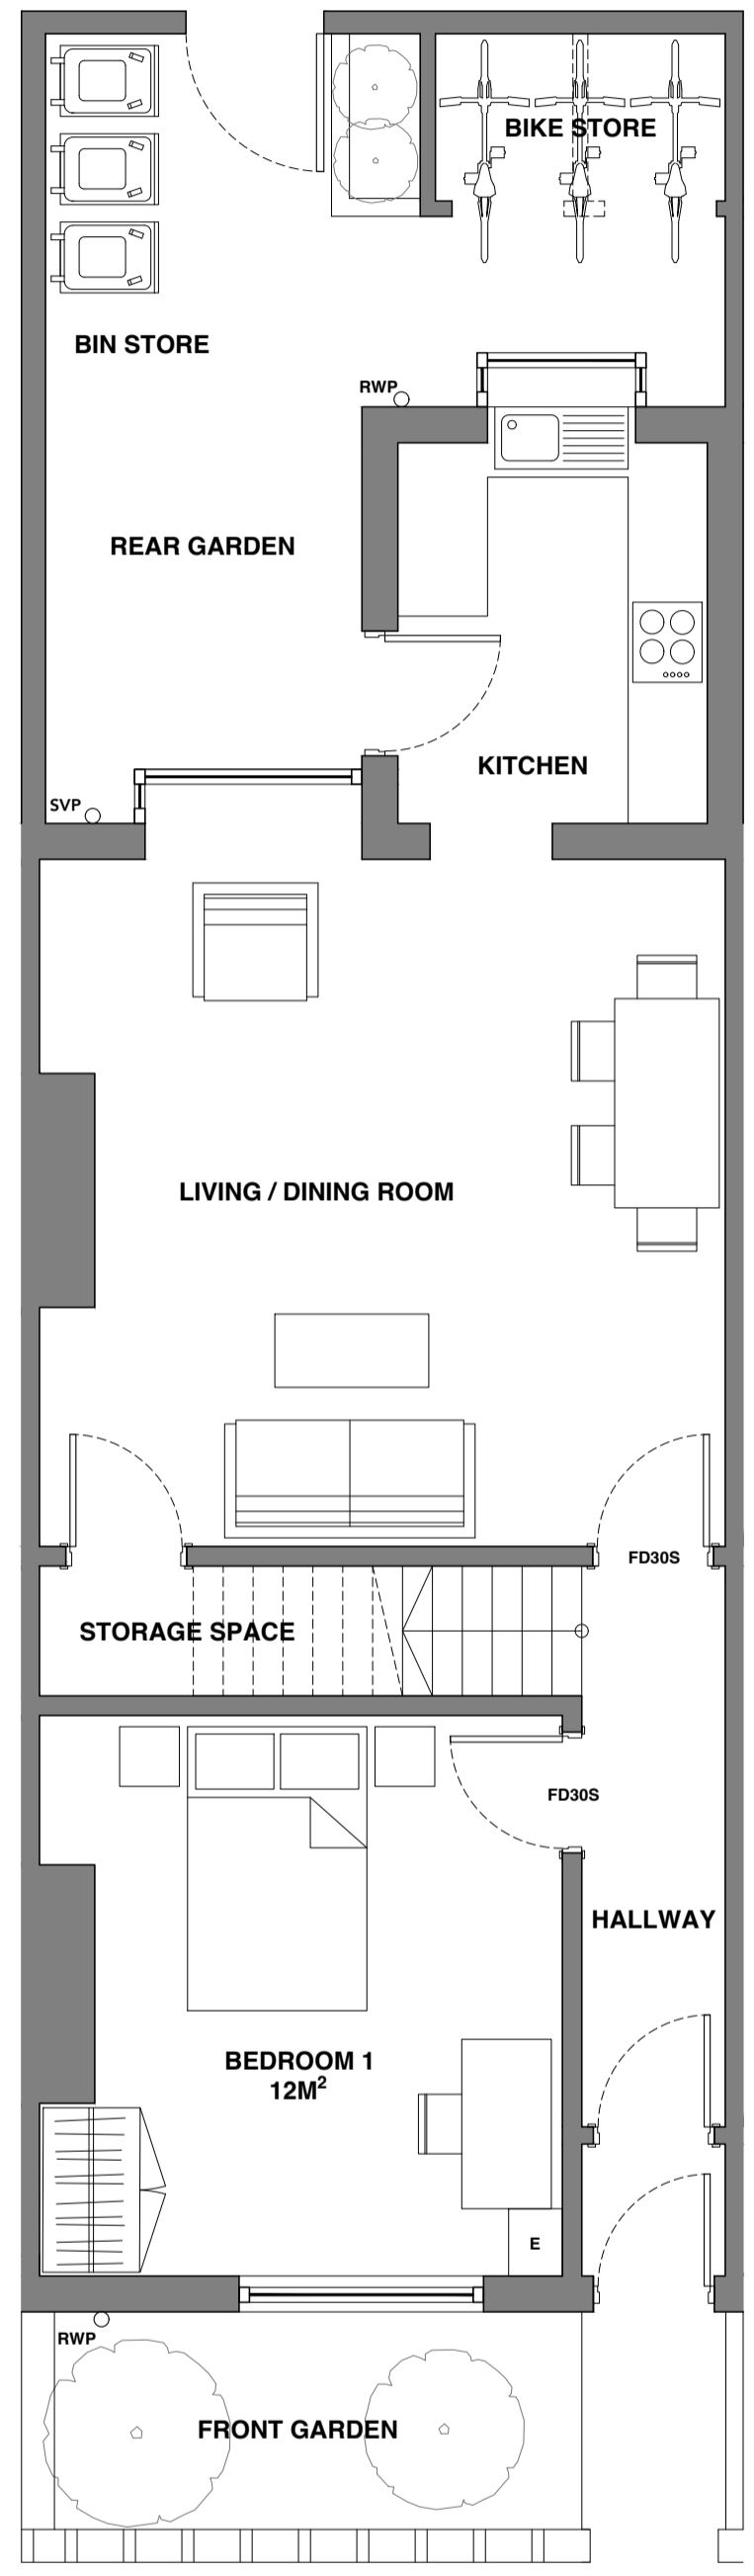 BIKE STORE
BIN STORE
RWP
REAR GARDEN
KITCHEN
SVP
LIVING / DINING ROOM
FD30S
STORAGE SPACE
FD30S
HALLWAY
BEDROOM 1
12M²
E
RWP
FRONT GARDEN